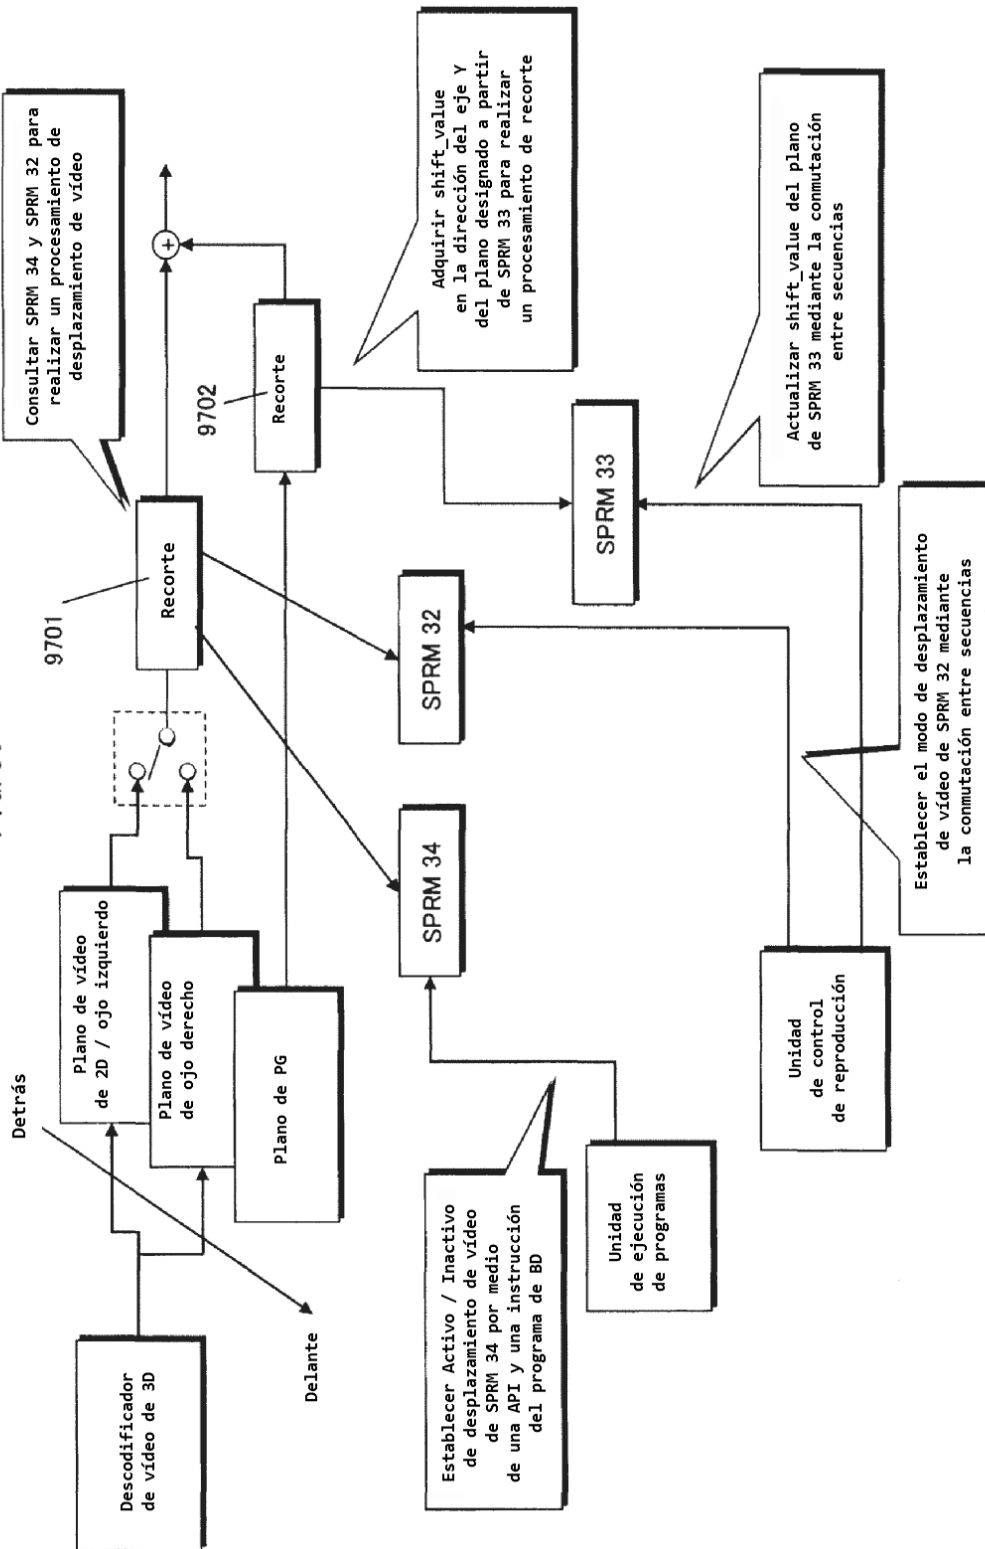 Descodificador
de vídeo de 3D
Detrás
Delante
Plano de vídeo
de 2D / ojo izquierdo
Plano de vídeo
de ojo derecho
Plano de PG
9701
Recorte
Consultar SPRM 34 y SPRM 32 para
realizar un procesamiento de
desplazamiento de vídeo
+
9702
Recorte
Adquirir shift_value
en la dirección del eje Y
del plano designado a partir
de SPRM 33 para realizar
un procesamiento de recorte
SPRM 34
SPRM 32
SPRM 33
Establecer Activo / Inactivo
de desplazamiento de vídeo
de SPRM 34 por medio
de una API y una instrucción
del programa de BD
Unidad
de ejecución
de programas
Unidad
de control
de reproducción
Actualizar shift_value del plano
de SPRM 33 mediante la conmutación
entre secuencias
Establecer el modo de desplazamiento
de vídeo de SPRM 32 mediante
la conmutación entre secuencias